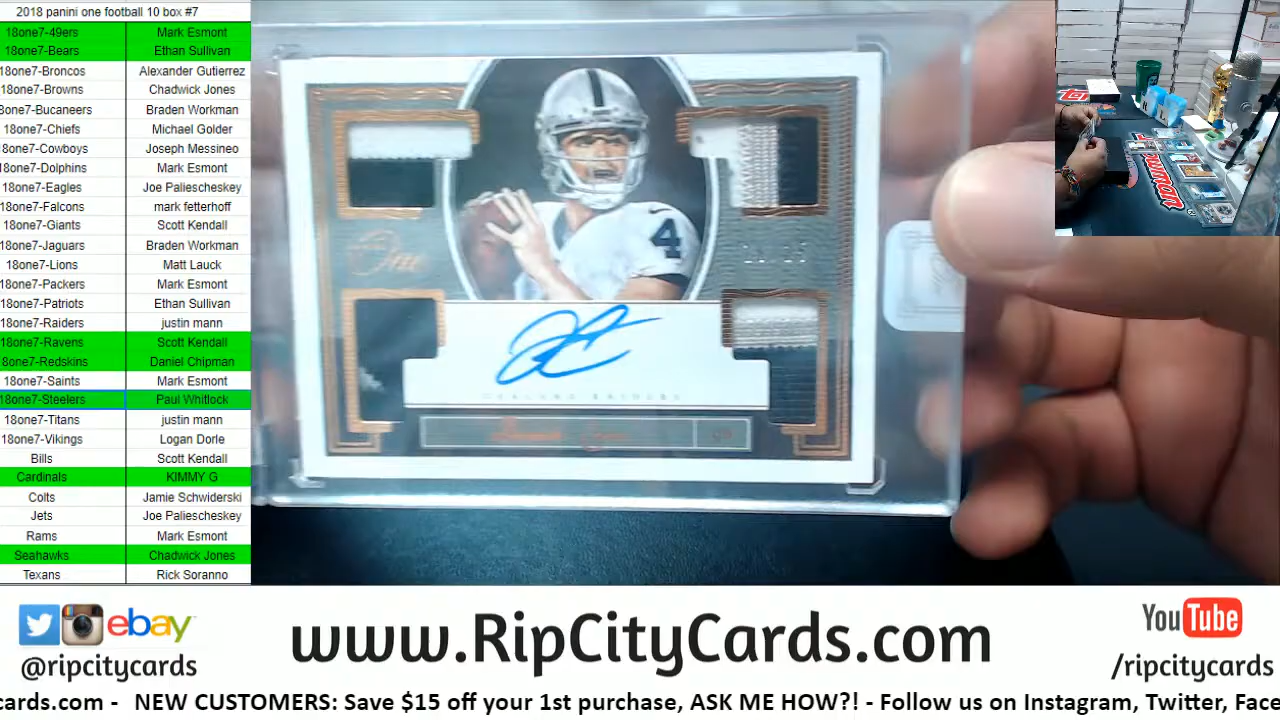 2018 panini one football 10 box #7
18one7-49ers Mark Esmont
18one7-Bears Ethan Sullivan
18one7-Broncos Alexander Gutierrez
18one7-Browns Chadwick Jones
8one7-Bucaneers Braden Workman
18one7-Chiefs Michael Golder
18one7-Cowboys Joseph Messineo
18one7-Dolphins Mark Esmont
18one7-Eagles Joe Paliescheskey
18one7-Falcons mark fetterhoff
18one7-Giants Scott Kendall
18one7-Jaguars Braden Workman
18one7-Lions Matt Lauck
18one7-Packers Mark Esmont
18one7-Patriots Ethan Sullivan
18one7-Raiders justin mann
18one7-Ravens Scott Kendall
8one7-Redskins Daniel Chipman
18one7-Saints Mark Esmont
18one7-Steelers Paul Whitlock
18one7-Titans justin mann
18one7-Vikings Logan Dorle
Bills Scott Kendall
Cardinals KIMMY G
Colts Jamie Schwiderski
Jets Joe Paliescheskey
Rams Mark Esmont
Seahawks Chadwick Jones
Texans Rick Soranno
One
4
OAKLAND RAIDERS
QB
ebay
@ripcitycards
www.RipCityCards.com
YouTube
/ripcitycards
cards.com - NEW CUSTOMERS: Save $15 off your 1st purchase, ASK ME HOW?! - Follow us on Instagram, Twitter, Face